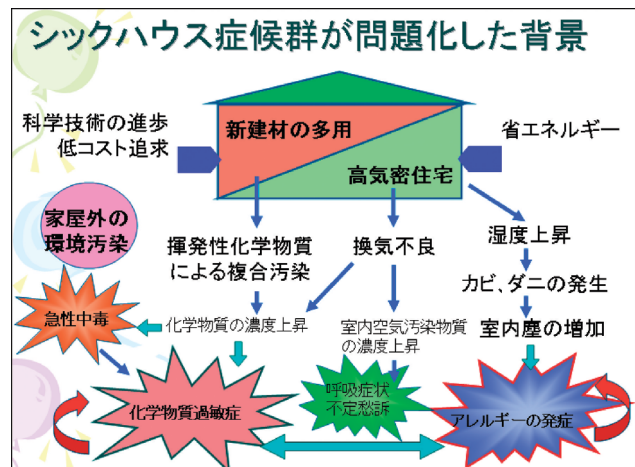 シックハウス症候群が問題化した背景
科学技術の進歩
低コスト追求
新建材の多用
高気密住宅
省エネルギー
家屋外の
環境汚染
揮発性化学物質
による複合汚染
換気不良
湿度上昇
カビ、ダニの発生
急性中毒
化学物質の濃度上昇
室内空気汚染物質
の濃度上昇
室内塵の増加
化学物質過敏症
呼吸症状
不定愁訴
アレルギーの発症